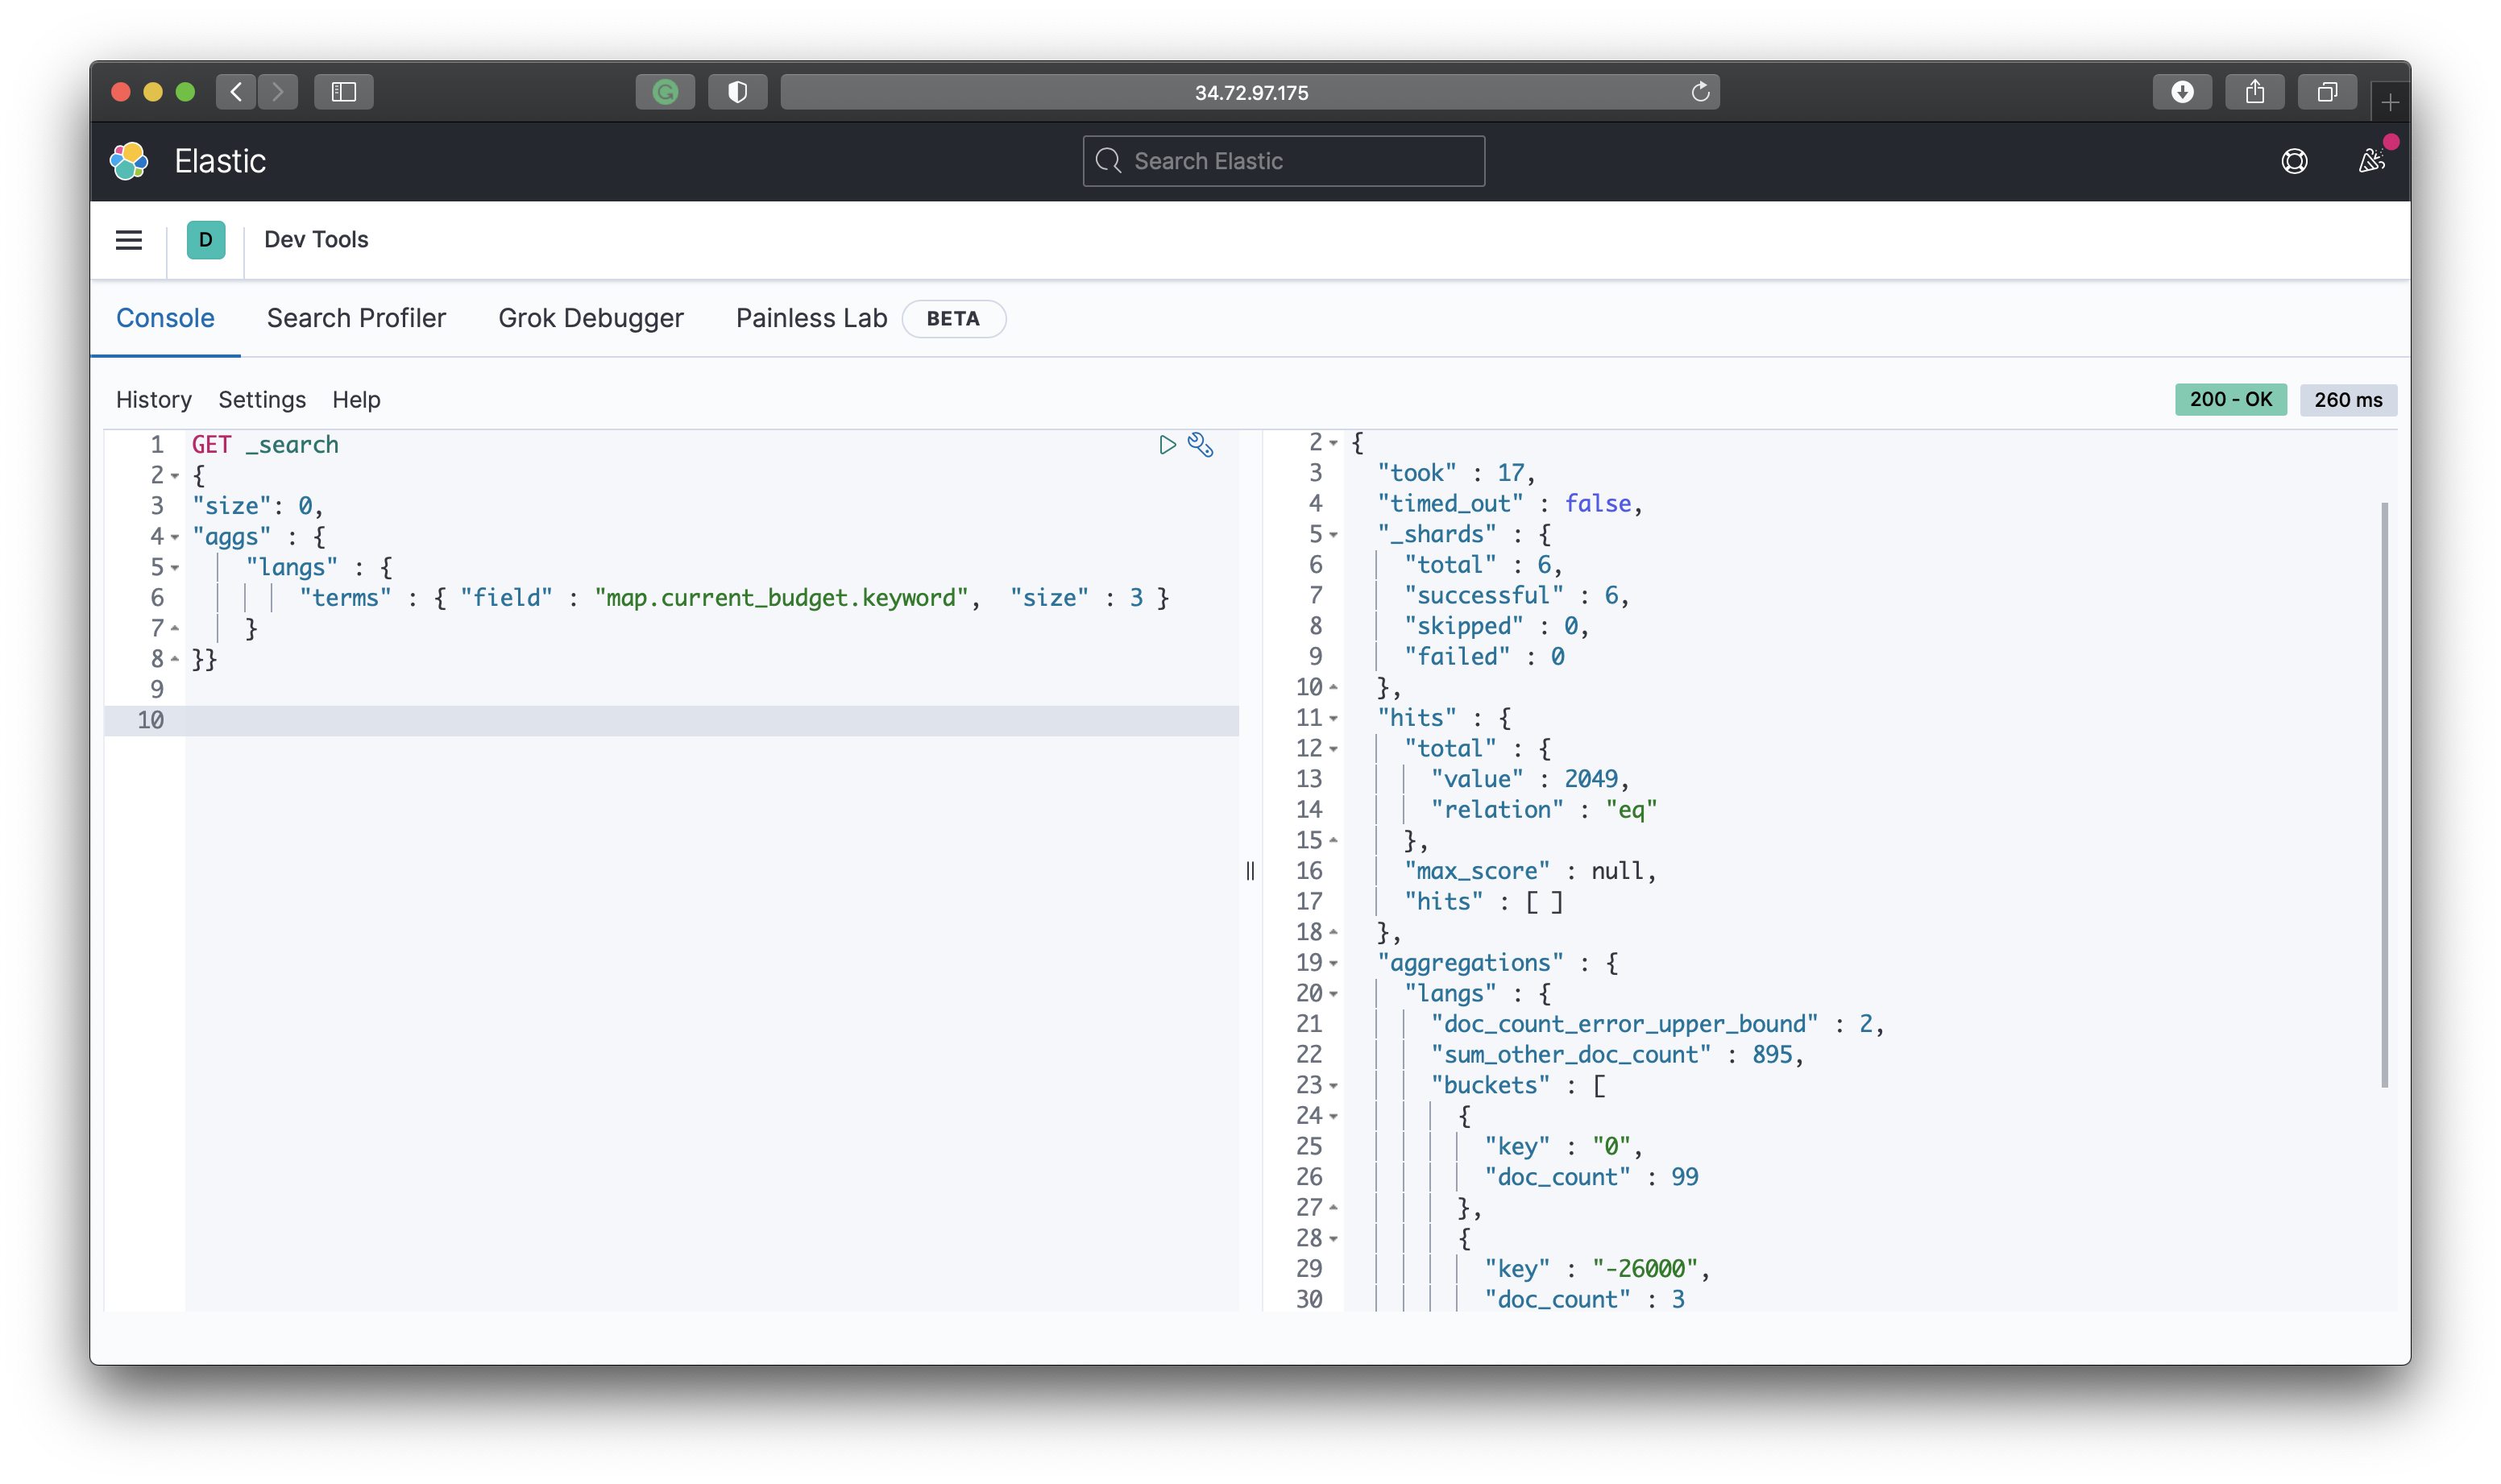 34.72.97.175
Elastic
Search Elastic
D Dev Tools
Console Search Profiler Grok Debugger Painless Lab BETA
History Settings Help
200 - OK 260 ms
1 GET _search
2 {
3 "size": 0,
4 "aggs" : {
5 "langs" : {
6 "terms" : { "field" : "map.current_budget.keyword", "size" : 3 }
7 }
8 }}
9
10
2 {
3 "took" : 17,
4 "timed_out" : false,
5 "_shards" : {
6 "total" : 6,
7 "successful" : 6,
8 "skipped" : 0,
9 "failed" : 0
10 },
11 "hits" : {
12 "total" : {
13 "value" : 2049,
14 "relation" : "eq"
15 },
16 "max_score" : null,
17 "hits" : [ ]
18 },
19 "aggregations" : {
20 "langs" : {
21 "doc_count_error_upper_bound" : 2,
22 "sum_other_doc_count" : 895,
23 "buckets" : [
24 {
25 "key" : "0",
26 "doc_count" : 99
27 },
28 {
29 "key" : "-26000",
30 "doc_count" : 3